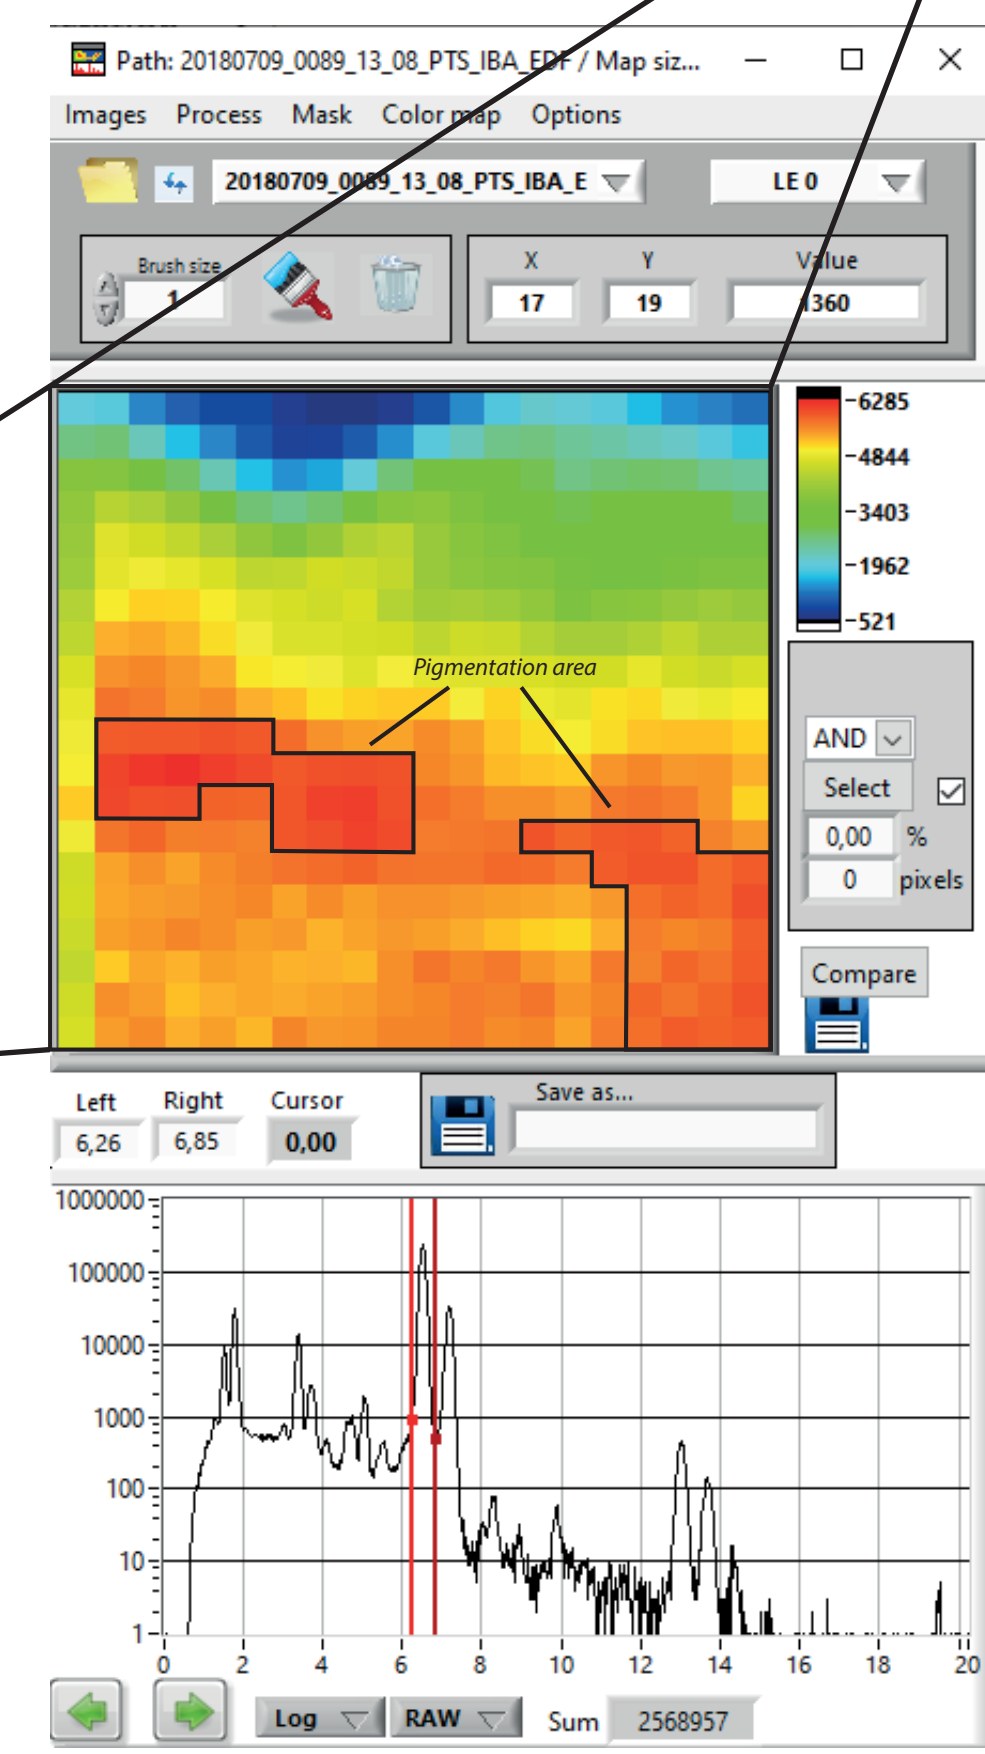 Path: 20180709_0089_13_08_PTS_IBA_EDF / Map siz...
Images Process Mask Color map Options
20180709_0089_13_08_PTS_IBA_E LE 0
Brush size X Y Value
1 17 19 1360
6285
4844
3403
1962
521
Pigmentation area
AND
Select
0,00 %
0 pixels
Compare
Left Right Cursor Save as...
6,26 6,85 0,00
1000000
100000
10000
1000
100
10
1
0 2 4 6 8 10 12 14 16 18 20
Log RAW Sum 2568957